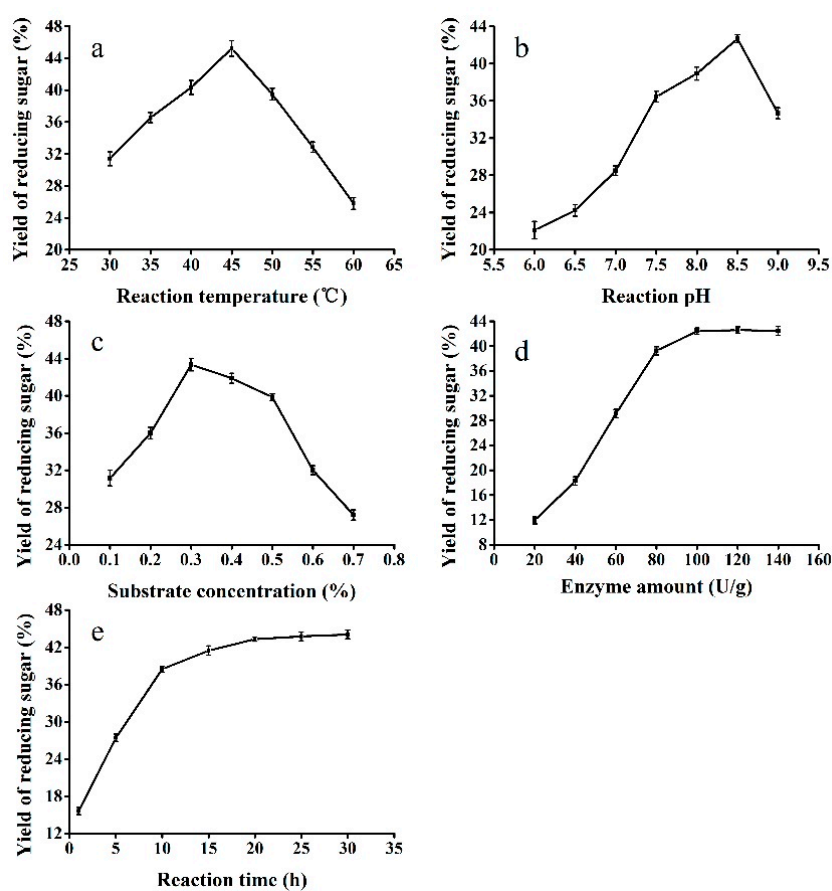 a
Yield of reducing sugar (%)
48
44
40
36
32
28
24
20
25 30 35 40 45 50 55 60 65
Reaction temperature (℃)
b
Yield of reducing sugar (%)
44
40
36
32
28
24
20
5.5 6.0 6.5 7.0 7.5 8.0 8.5 9.0 9.5
Reaction pH
c
Yield of reducing sugar (%)
48
44
40
36
32
28
24
0.0 0.1 0.2 0.3 0.4 0.5 0.6 0.7 0.8
Substrate concentration (%)
d
Yield of reducing sugar (%)
44
40
36
32
28
24
20
16
12
8
0 20 40 60 80 100 120 140 160
Enzyme amount (U/g)
e
Yield of reducing sugar (%)
48
42
36
30
24
18
12
0 5 10 15 20 25 30 35
Reaction time (h)